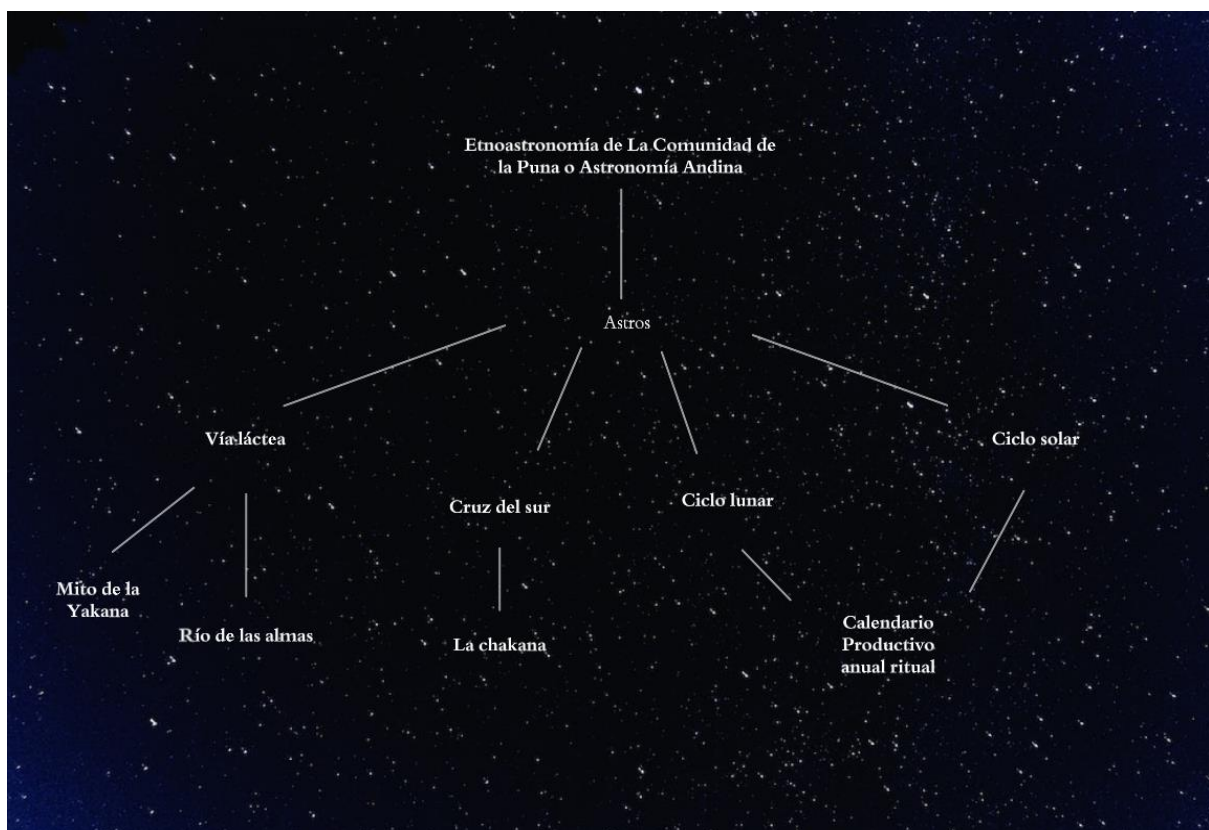 Etnoastronomía de La Comunidad de
la Puna o Astronomía Andina
Astros
Vía láctea
Ciclo solar
Cruz del sur
Ciclo lunar
Mito de la
Yakana
Río de las almas
La chakana
Calendario
Productivo
anual ritual